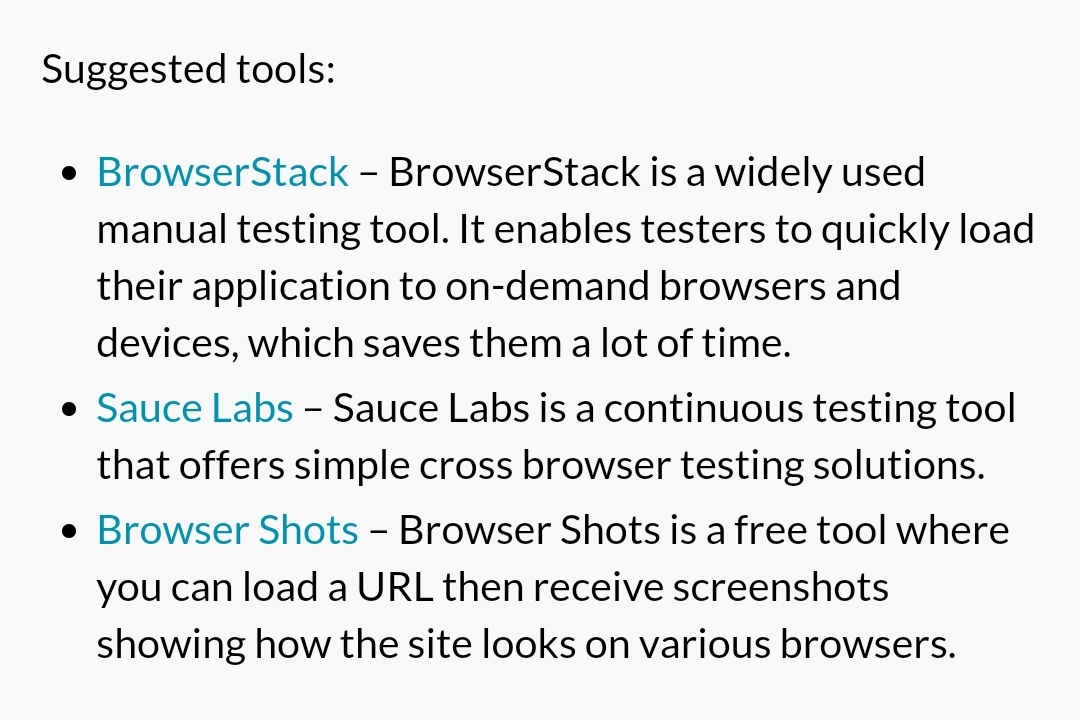 Suggested tools:
• BrowserStack – BrowserStack is a widely used
manual testing tool. It enables testers to quickly load
their application to on-demand browsers and
devices, which saves them a lot of time.
• Sauce Labs – Sauce Labs is a continuous testing tool
that offers simple cross browser testing solutions.
• Browser Shots – Browser Shots is a free tool where
you can load a URL then receive screenshots
showing how the site looks on various browsers.